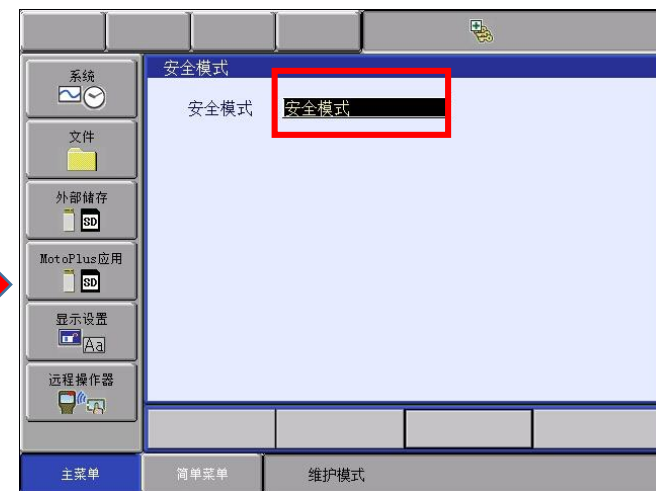 安全模式
安全模式 安全模式
系统
文件
外部储存
SD
MotoPlus应用
SD
显示设置
Aa
远程操作器
主菜单 简单菜单 维护模式